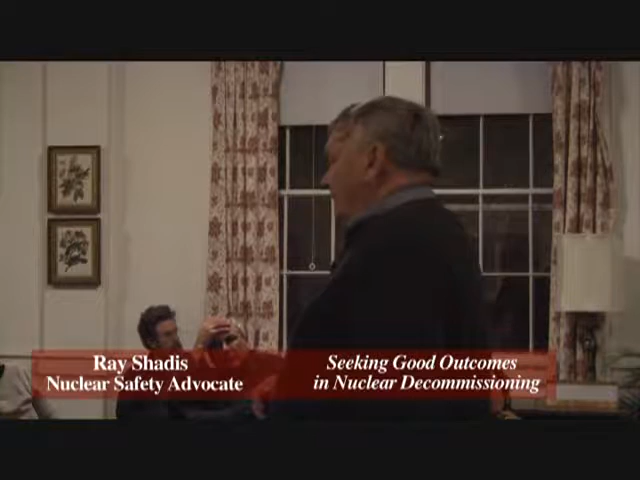 Ray Shadis
Nuclear Safety Advocate
Seeking Good Outcomes
in Nuclear Decommissioning